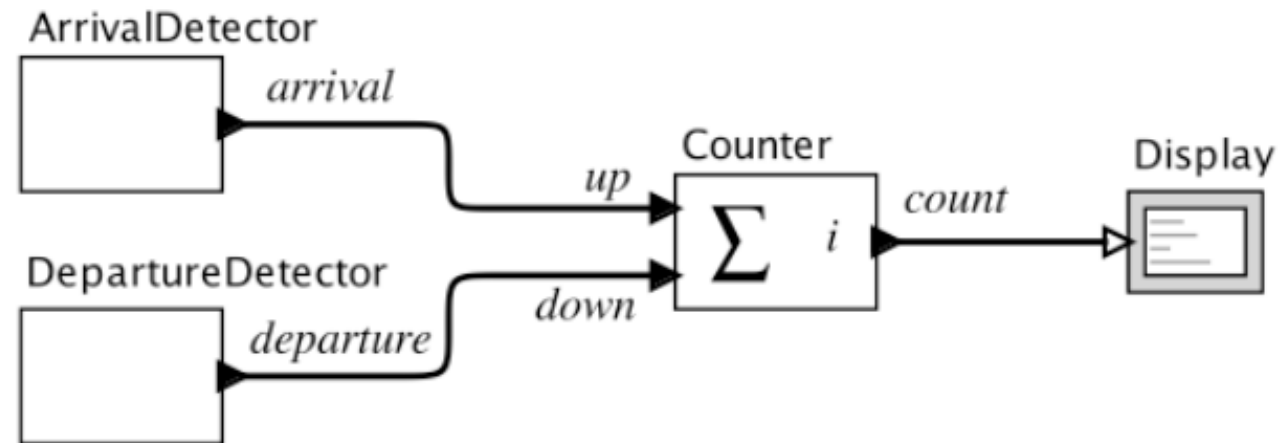 ArrivalDetector
arrival
up
Counter
∑ i
count
Display
DepartureDetector
departure
down